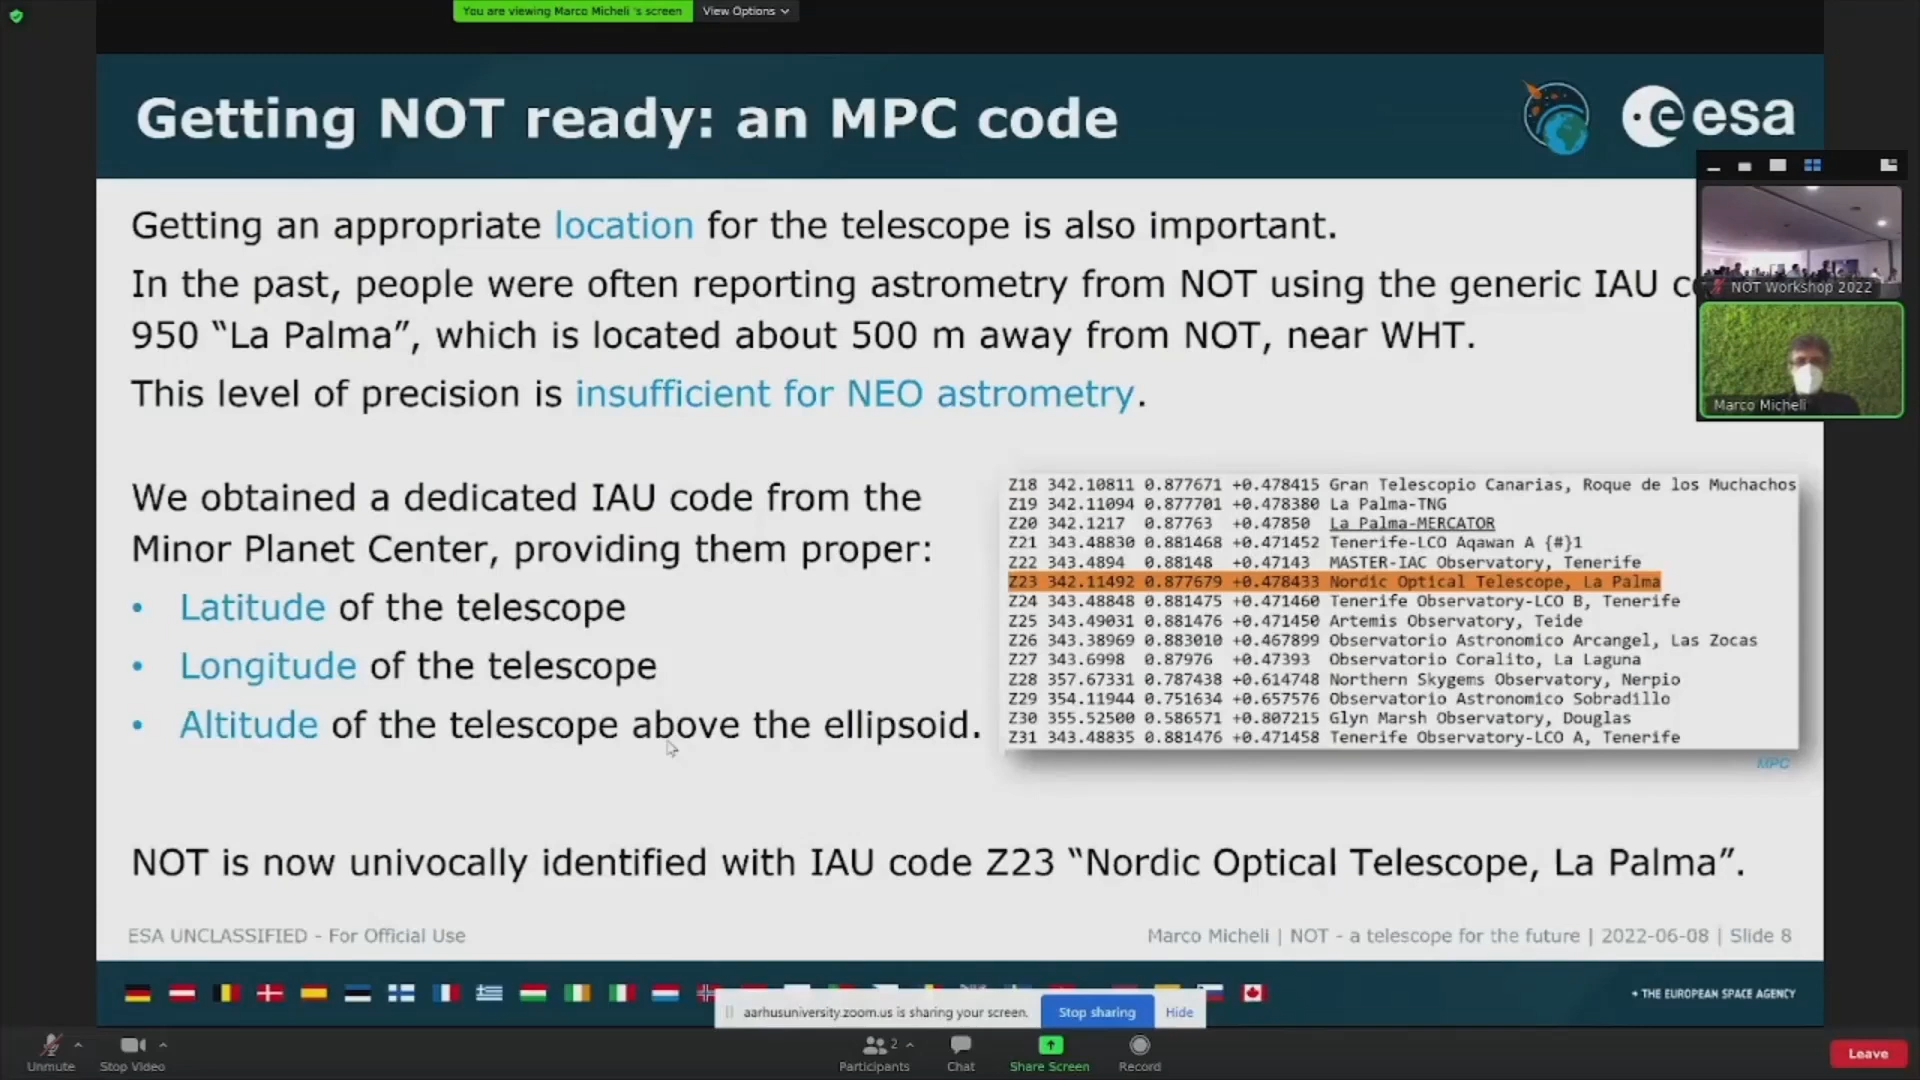 You are viewing Marco Micheli 's screen
View Options
Getting NOT ready: an MPC code
esa
Getting an appropriate location for the telescope is also important.
In the past, people were often reporting astrometry from NOT using the generic IAU
950 “La Palma”, which is located about 500 m away from NOT, near WHT.
This level of precision is insufficient for NEO astrometry.
NOT Workshop 2022
Marco Micheli
We obtained a dedicated IAU code from the
Minor Planet Center, providing them proper:
• Latitude of the telescope
• Longitude of the telescope
• Altitude of the telescope above the ellipsoid.
Z18 342.10811 0.877671 +0.478415 Gran Telescopio Canarias, Roque de los Muchachos
Z19 342.11094 0.877701 +0.478380 La Palma-TNG
Z20 342.1217 0.87763 +0.47850 La Palma-MERCATOR
Z21 343.48830 0.881468 +0.471452 Tenerife-LCO Aqawan A {#}1
Z22 343.4894 0.88148 +0.47143 MASTER-IAC Observatory, Tenerife
Z23 342.11492 0.877679 +0.478433 Nordic Optical Telescope, La Palma
Z24 343.48848 0.881475 +0.471460 Tenerife Observatory-LCO B, Tenerife
Z25 343.49031 0.881476 +0.471450 Artemis Observatory, Teide
Z26 343.38969 0.883010 +0.467899 Observatorio Astronomico Arcangel, Las Zocas
Z27 343.6998 0.87976 +0.47393 Observatorio Coralito, La Laguna
Z28 357.67331 0.787438 +0.614748 Northern Skygems Observatory, Nerpio
Z29 354.11944 0.751634 +0.657576 Observatorio Astronomico Sobradillo
Z30 355.52500 0.586571 +0.807215 Glyn Marsh Observatory, Douglas
Z31 343.48835 0.881476 +0.471458 Tenerife Observatory-LCO A, Tenerife
MPC
NOT is now univocally identified with IAU code Z23 “Nordic Optical Telescope, La Palma”.
ESA UNCLASSIFIED - For Official Use
Marco Micheli | NOT - a telescope for the future | 2022-06-08 | Slide 8
THE EUROPEAN SPACE AGENCY
aarhusuniversity.zoom.us is sharing your screen.
Stop sharing
Hide
Unmute
Stop Video
2
Participants
Chat
Share Screen
Record
Leave